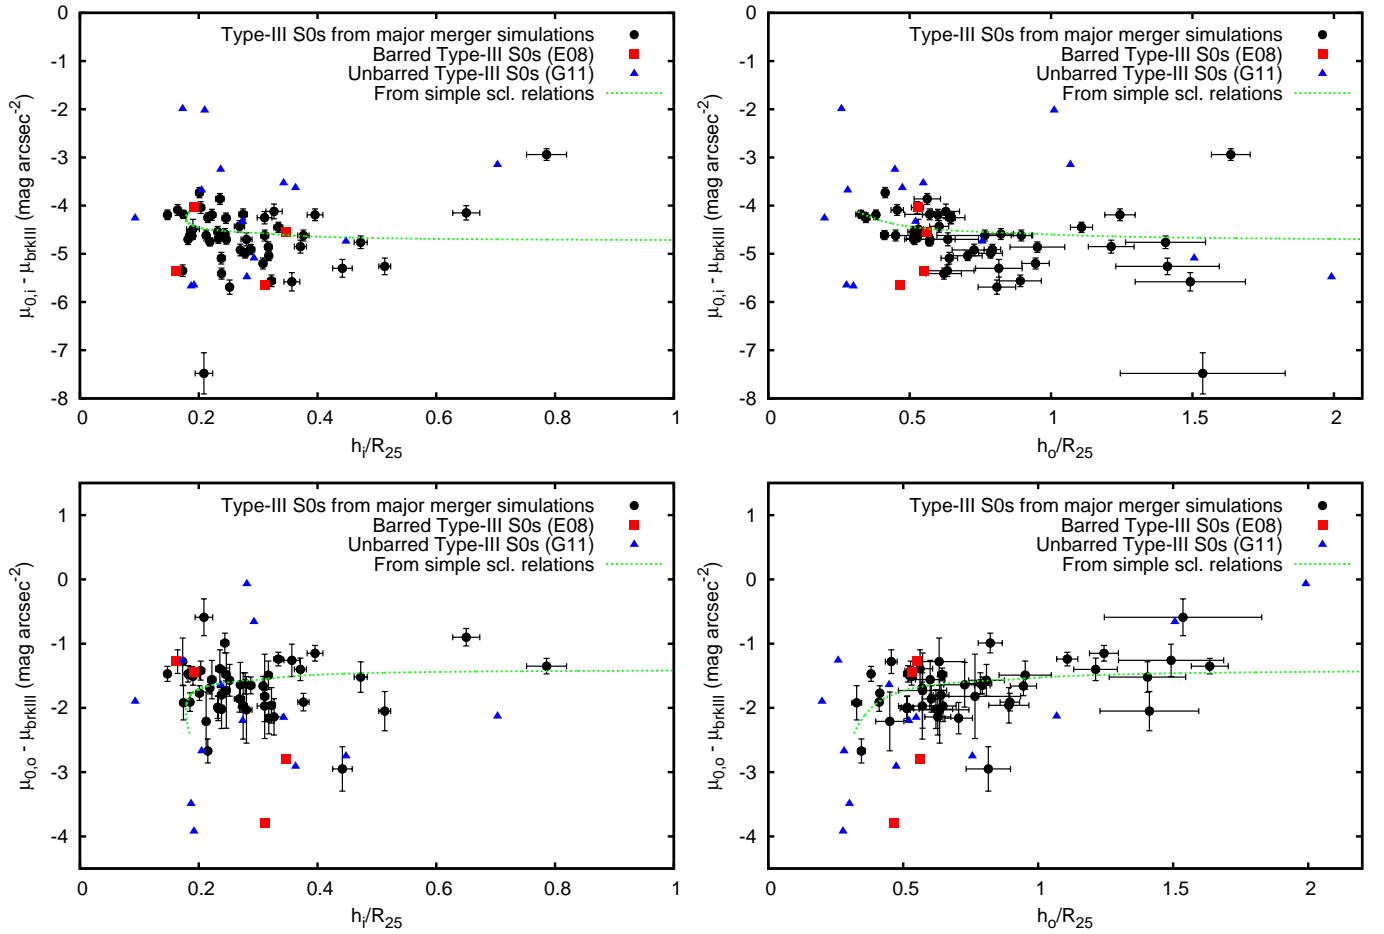 0
-1
-2
-3
-4
-5
-6
-7
-8
μ0,i - μbrkIII (mag arcsec-2)
Type-III S0s from major merger simulations
Barred Type-III S0s (E08)
Unbarred Type-III S0s (G11)
From simple scl. relations
0 0.2 0.4 0.6 0.8 1
hi/R25
0
-1
-2
-3
-4
-5
-6
-7
-8
μ0,i - μbrkIII (mag arcsec-2)
Type-III S0s from major merger simulations
Barred Type-III S0s (E08)
Unbarred Type-III S0s (G11)
From simple scl. relations
0 0.5 1 1.5 2
ho/R25
1
0
-1
-2
-3
-4
μ0,o - μbrkIII (mag arcsec-2)
Type-III S0s from major merger simulations
Barred Type-III S0s (E08)
Unbarred Type-III S0s (G11)
From simple scl. relations
0 0.2 0.4 0.6 0.8 1
hi/R25
1
0
-1
-2
-3
-4
μ0,o - μbrkIII (mag arcsec-2)
Type-III S0s from major merger simulations
Barred Type-III S0s (E08)
Unbarred Type-III S0s (G11)
From simple scl. relations
0 0.5 1 1.5 2
ho/R25